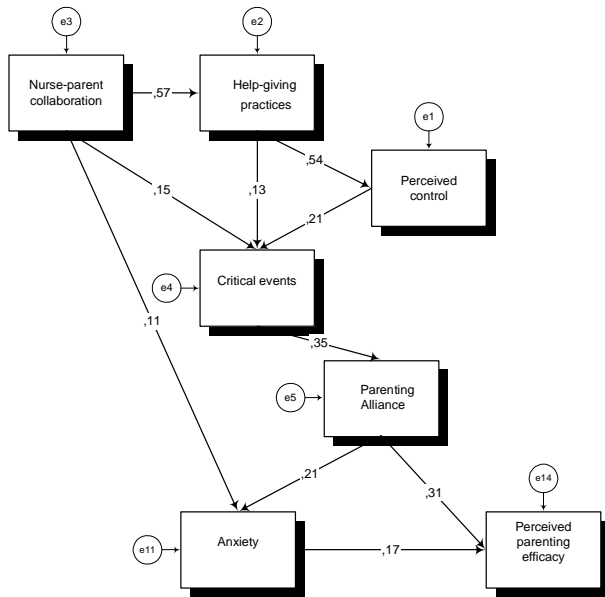 e3
e2
Nurse-parent
collaboration
,57
Help-giving
practices
e1
,54
Perceived
control
,15
,13
,21
e4
Critical events
,11
,35
Parenting
Alliance
e5
,21
,31
e14
Anxiety
e11
,17
Perceived
parenting
efficacy